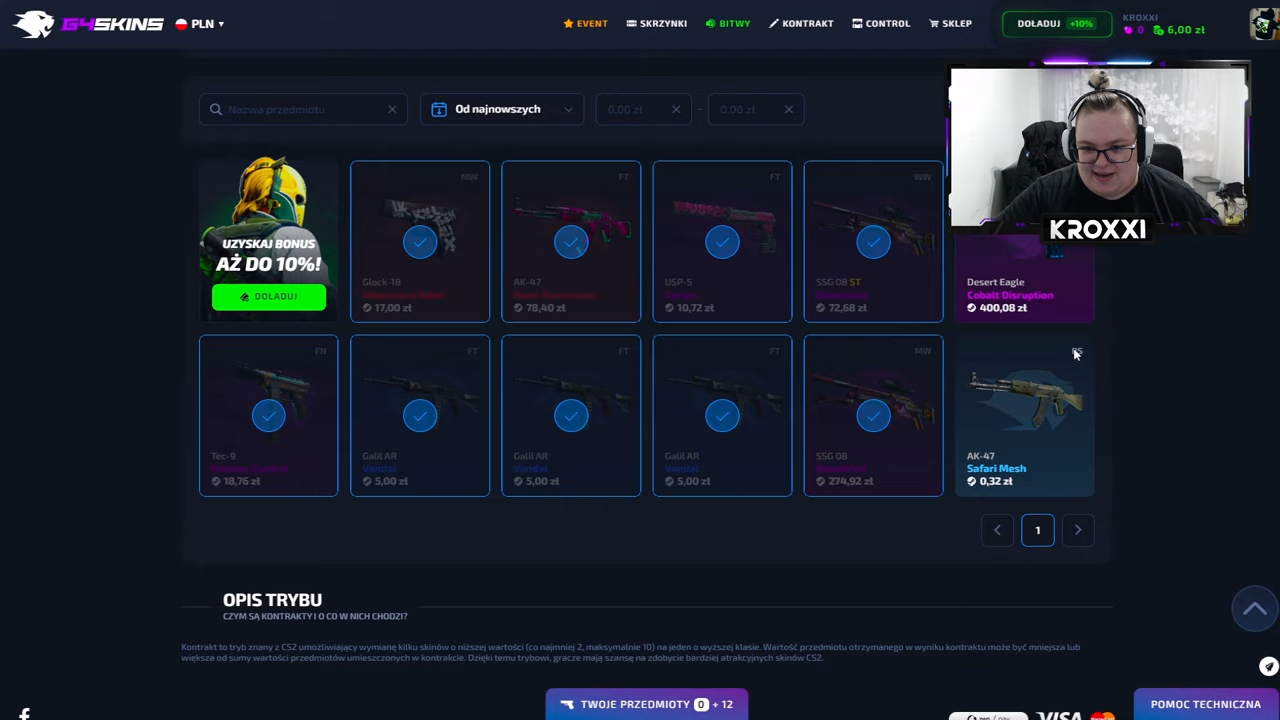 G4SKINS
PLN
EVENT
SKRZYNKI
BITWY
KONTRAKT
CONTROL
SKLEP
DOŁADUJ +10%
KROXXI
0 6,00 zł
Nazwa przedmiotu
Od najnowszych
0,00 zł - 0,00 zł
UZYSKAJ BONUS
AŻ DO 10%!
DOŁADUJ
MW
Glock-18
17,00 zł
FT
AK-47
78,40 zł
FT
USP-S
10,72 zł
WW
SSG 08 ST
72,68 zł
KROXXI
Desert Eagle
Cobalt Disruption
400,08 zł
FN
Tec-9
18,76 zł
FT
Galil AR
Vandal
5,00 zł
FT
Galil AR
Vandal
5,00 zł
FT
Galil AR
Vandal
5,00 zł
MW
SSG 08
274,92 zł
AK-47
Safari Mesh
0,32 zł
1
OPIS TRYBU
CZYM SĄ KONTRAKTY I O CO W NICH CHODZI?
Kontrakt to tryb znany z CS2 umożliwiający wymianę kilku skinów o niższej wartości (co najmniej 2, maksymalnie 10) na jeden o wyższej klasie. Wartość przedmiotu otrzymanego w wyniku kontraktu może być mniejsza lub
większa od sumy wartości przedmiotów umieszczonych w kontrakcie. Dzięki temu trybowi, gracze mają szansę na zdobycie bardziej atrakcyjnych skinów CS2.
TWOJE PRZEDMIOTY 0 + 12
POMOC TECHNICZNA
VISA